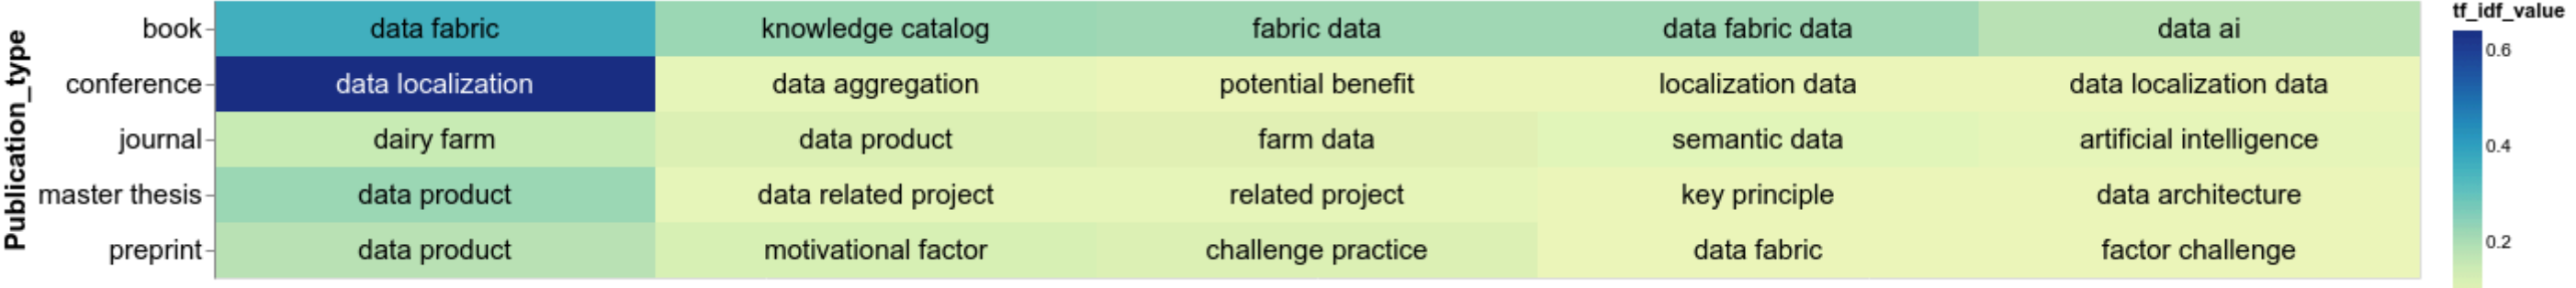 Publication_type
book data fabric knowledge catalog fabric data data fabric data data ai
conference data localization data aggregation potential benefit localization data data localization data
journal dairy farm data product farm data semantic data artificial intelligence
master thesis data product data related project related project key principle data architecture
preprint data product motivational factor challenge practice data fabric factor challenge
tf_idf_value
0.6
0.4
0.2